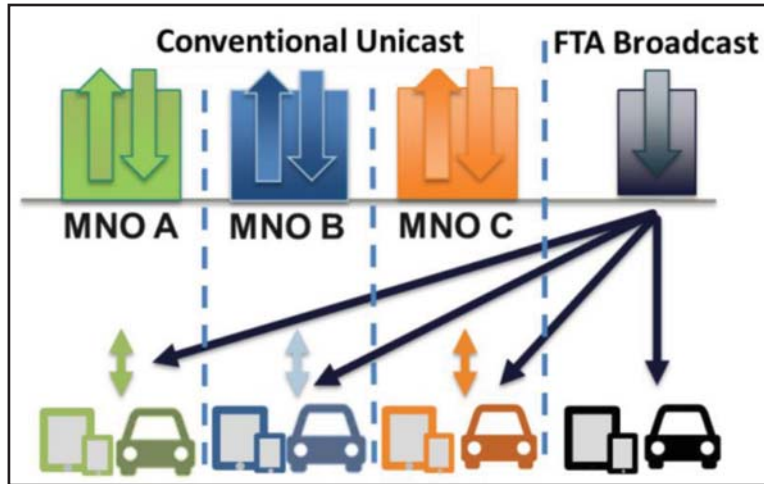 Conventional Unicast
FTA Broadcast
MNO A
MNO B
MNO C